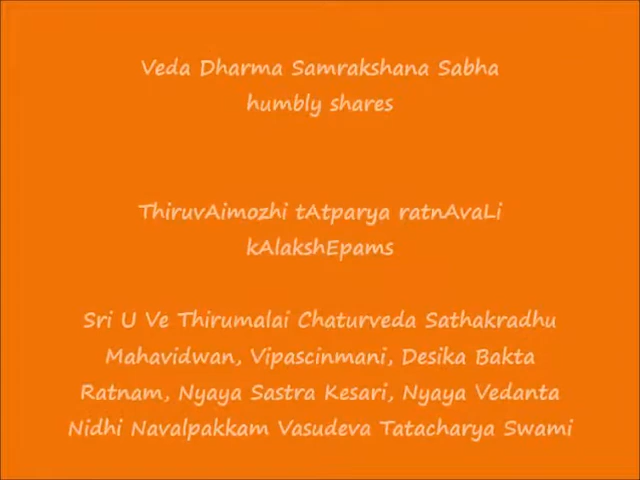 Veda Dharma Samrakshana Sabha
humbly shares
ThiruvAimozhi tAtparya ratnAvaLi
kAlakshEpams
Sri U Ve Thirumalai Chaturveda Sathakradhu
Mahavidwan, Vipascinmani, Desika Bakta
Ratnam, Nyaya Sastra Kesari, Nyaya Vedanta
Nidhi Navalpakkam Vasudeva Tatacharya Swami